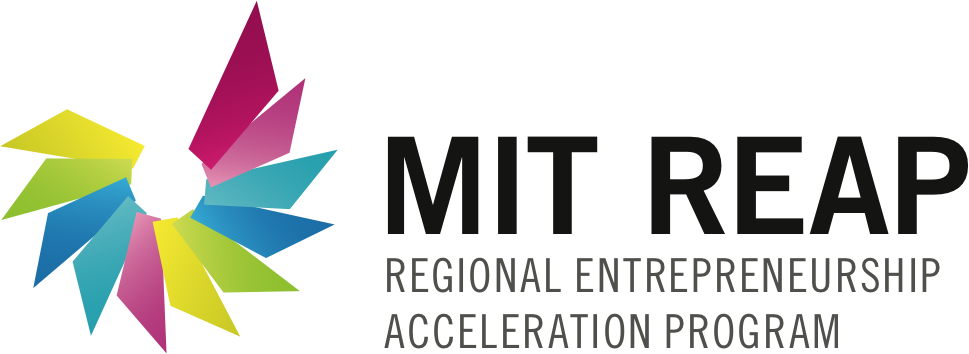 MIT REAP
REGIONAL ENTREPRENEURSHIP
ACCELERATION PROGRAM